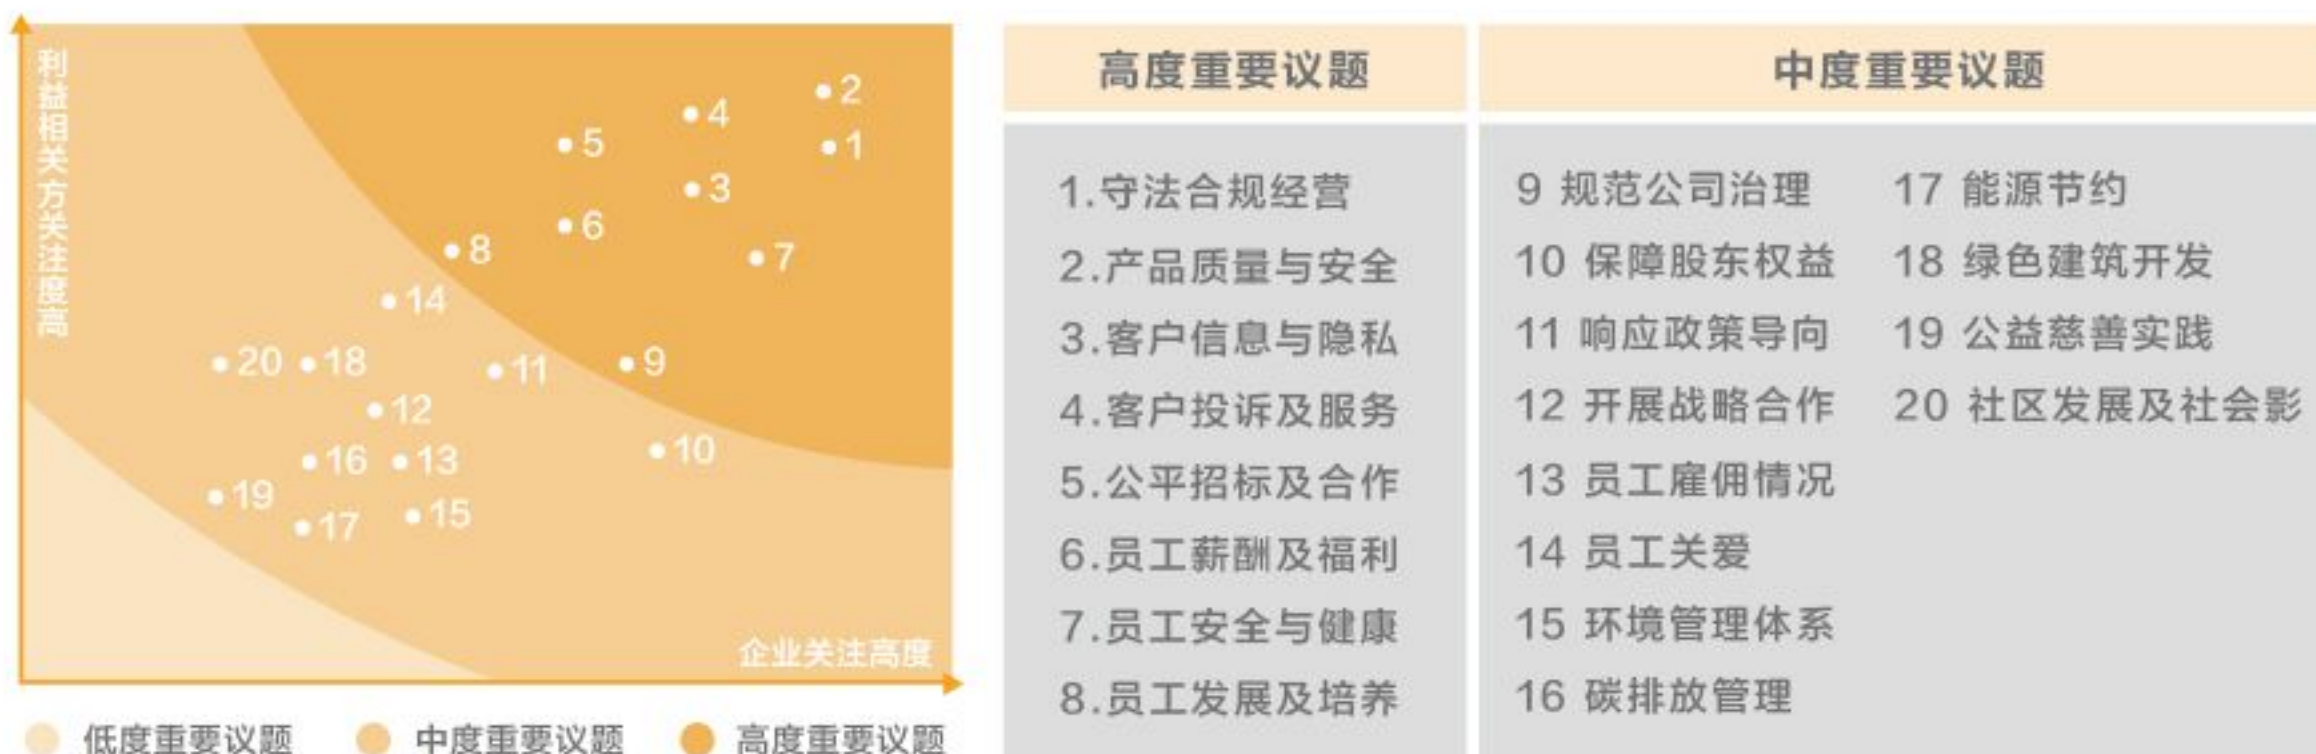 利益相关方关注度高
2
4
1
5
3
6
8
7
14
20
18
11
9
12
10
16
13
19
15
17
企业关注高度
低度重要议题
中度重要议题
高度重要议题
高度重要议题
1.守法合规经营
2.产品质量与安全
3.客户信息与隐私
4.客户投诉及服务
5.公平招标及合作
6.员工薪酬及福利
7.员工安全与健康
8.员工发展及培养
中度重要议题
9 规范公司治理
10 保障股东权益
11 响应政策导向
12 开展战略合作
13 员工雇佣情况
14 员工关爱
15 环境管理体系
16 碳排放管理
17 能源节约
18 绿色建筑开发
19 公益慈善实践
20 社区发展及社会影